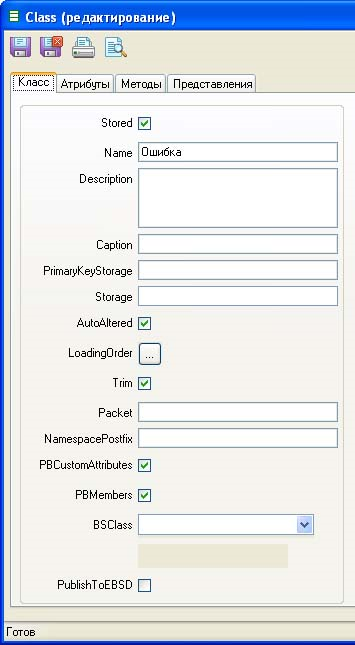 Class (редактирование)
Класс Атрибуты Методы Представления
Stored
Name Ошибка
Description
Caption
PrimaryKeyStorage
Storage
AutoAltered
LoadingOrder ...
Trim
Packet
NamespacePostfix
PBCustomAttributes
PBMembers
BSClass
PublishToEBSD
Готов